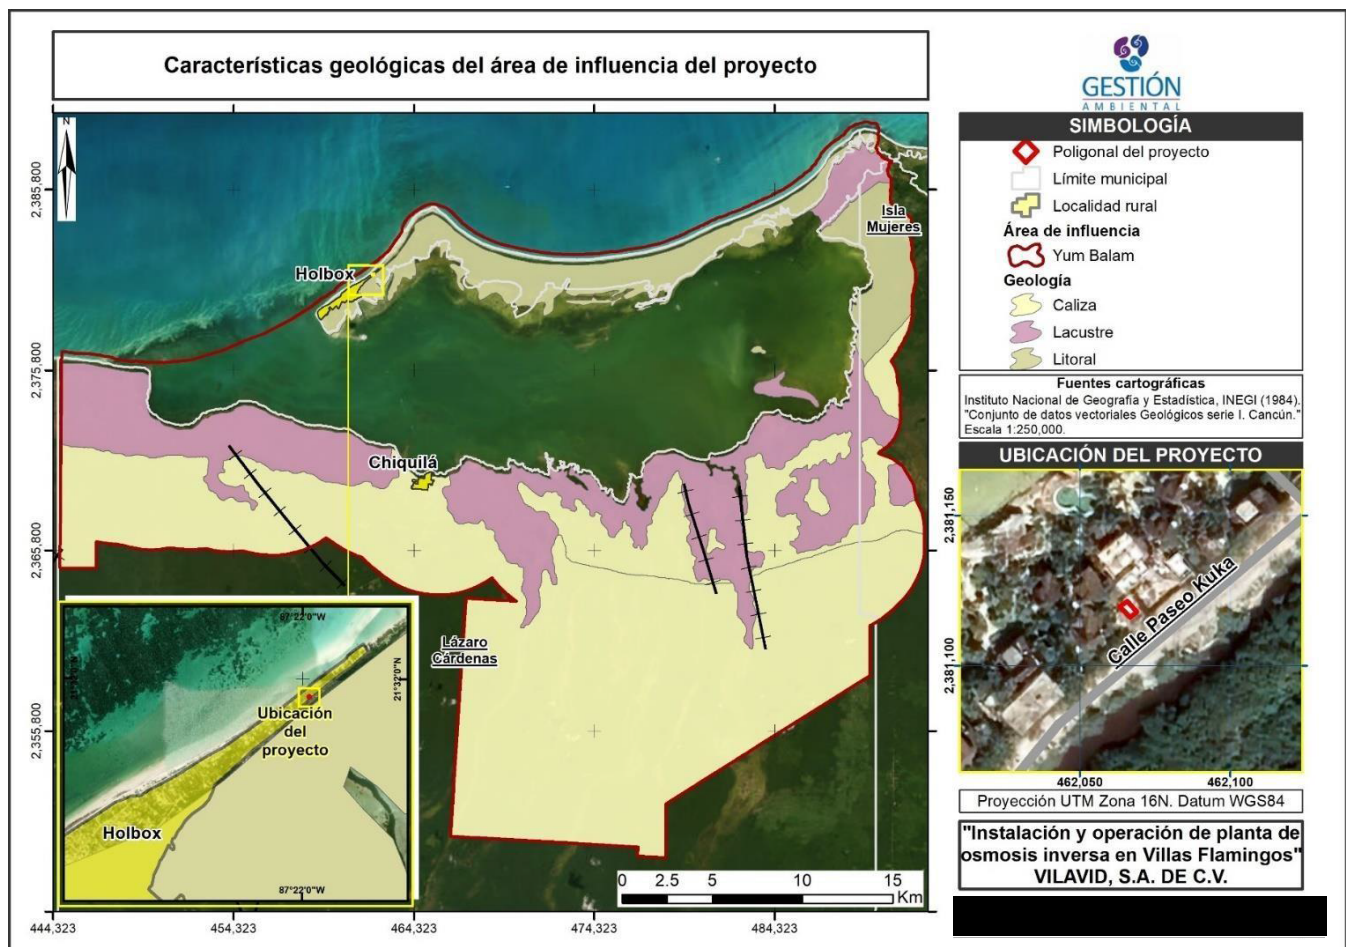 Características geológicas del área de influencia del proyecto
N
Holbox
Chiquilá
Isla
Mujeres
Lázaro
Cárdenas
2,385,800
2,375,800
2,365,800
2,355,800
444,323
454,323
464,323
474,323
484,323
0
2.5
5
10
15
Km
87°22'0"W
21°32'0"N
Ubicación
del
proyecto
Holbox
87°22'0"W
GESTIÓN
AMBIENTAL
SIMBOLOGÍA
Poligonal del proyecto
Límite municipal
Localidad rural
Área de influencia
Yum Balam
Geología
Caliza
Lacustre
Litoral
Fuentes cartográficas
Instituto Nacional de Geografía y Estadística, INEGI (1984).
"Conjunto de datos vectoriales Geológicos serie I. Cancún."
Escala 1:250,000.
UBICACIÓN DEL PROYECTO
2,381,150
2,381,100
Calle Paseo Kuka
462,050
462,100
Proyección UTM Zona 16N. Datum WGS84
"Instalación y operación de planta de
osmosis inversa en Villas Flamingos"
VILAVID, S.A. DE C.V.